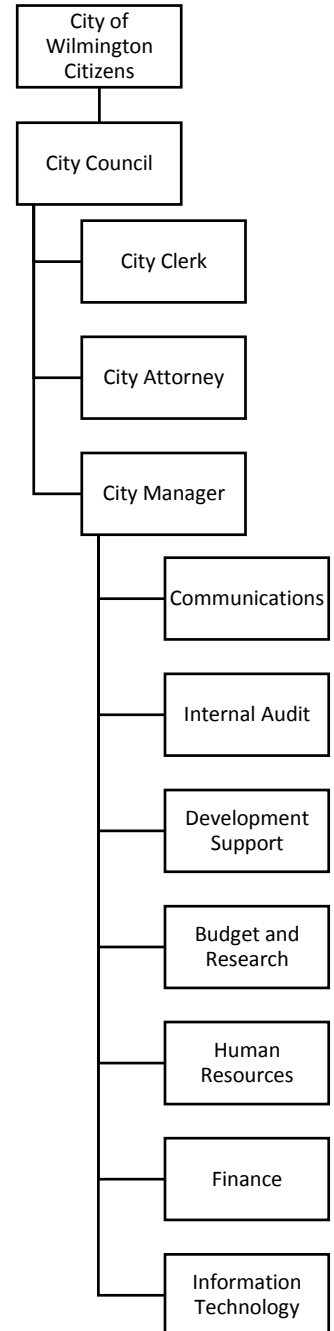 City of
Wilmington
Citizens
City Council
City Clerk
City Attorney
City Manager
Communications
Internal Audit
Development
Support
Budget and
Research
Human
Resources
Finance
Information
Technology